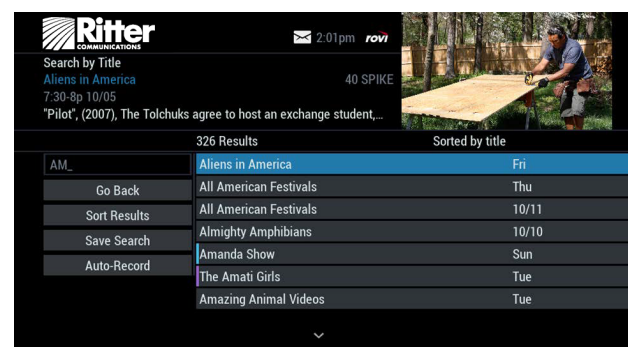 Ritter
COMMUNICATIONS
2:01pm rovi
Search by Title
Aliens in America 40 SPIKE
7:30-8p 10/05
"Pilot", (2007), The Tolchuks agree to host an exchange student,...
326 Results Sorted by title
AM_
Go Back
Sort Results
Save Search
Auto-Record
Aliens in America Fri
All American Festivals Thu
All American Festivals 10/11
Almighty Amphibians 10/10
Amanda Show Sun
The Amati Girls Tue
Amazing Animal Videos Tue